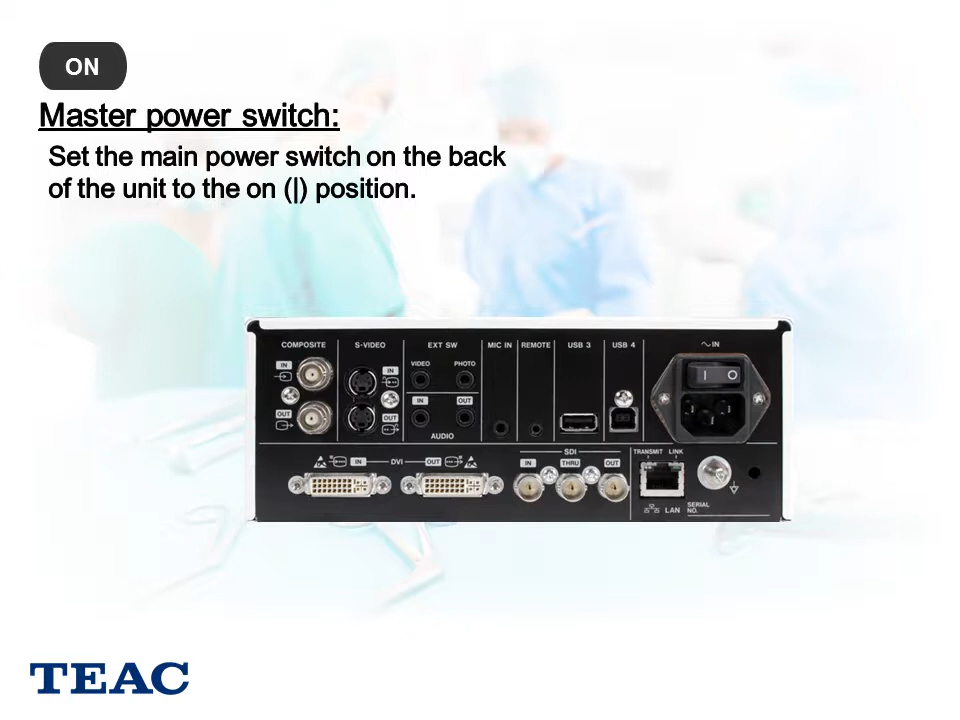 ON
Master power switch:
Set the main power switch on the back
of the unit to the on (|) position.
COMPOSITE S-VIDEO EXT SW MIC IN REMOTE USB 3 USB 4 ∼IN
IN IN VIDEO PHOTO | O
OUT OUT IN OUT
AUDIO
IN DVI OUT
SDI
IN THRU OUT
TRANSMIT LINK
LAN
SERIAL
NO.
TEAC